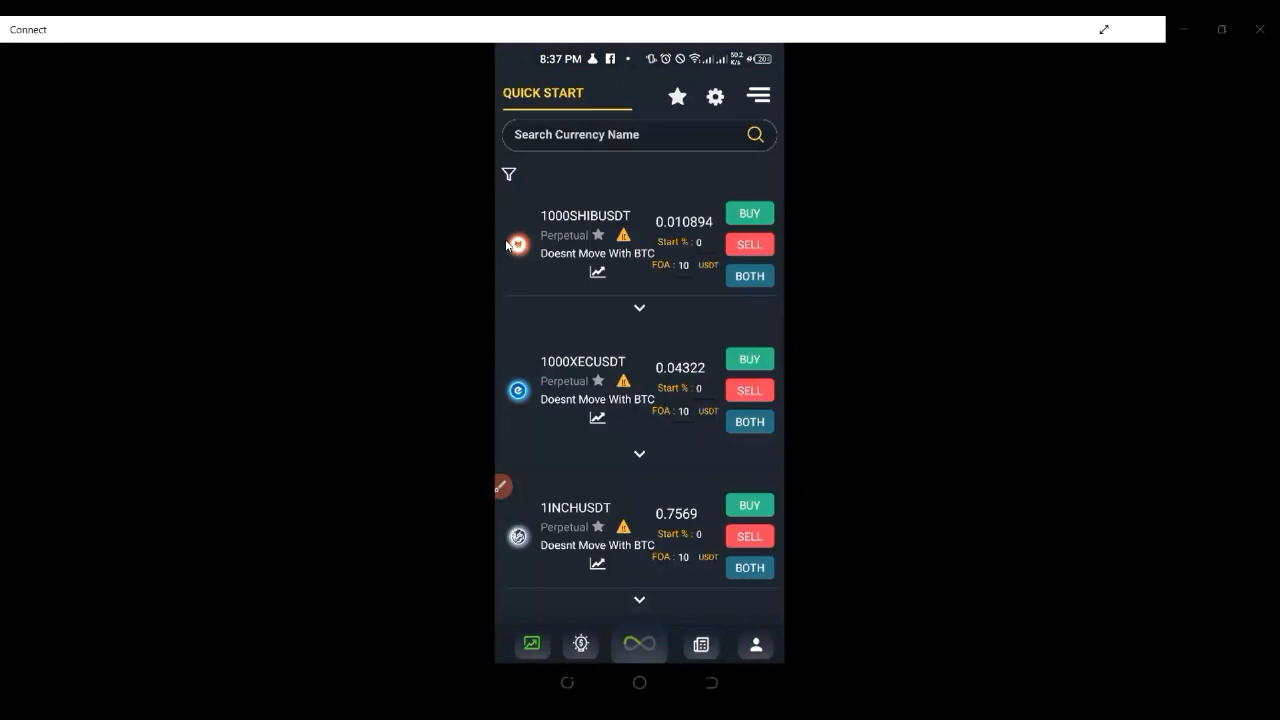 Connect
8:37 PM
50.2 K/s
20
QUICK START
Search Currency Name
1000SHIBUSDT
0.010894
BUY
Perpetual
Start % : 0
SELL
Doesnt Move With BTC
FOA : 10 USDT
BOTH
1000XECUSDT
0.04322
BUY
Perpetual
Start % : 0
SELL
Doesnt Move With BTC
FOA : 10 USDT
BOTH
1INCHUSDT
0.7569
BUY
Perpetual
Start % : 0
SELL
Doesnt Move With BTC
FOA : 10 USDT
BOTH